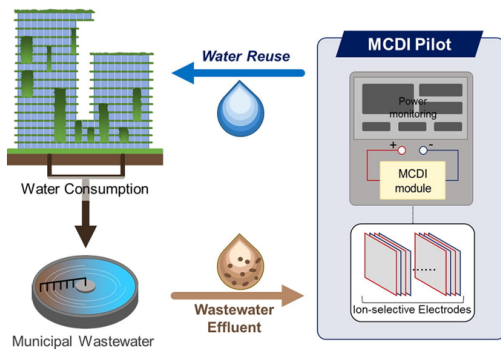 Water Reuse
MCDI Pilot
Power
monitoring
+ -
MCDI
module
Water Consumption
Wastewater
Effluent
......
Ion-selective Electrodes
Municipal Wastewater